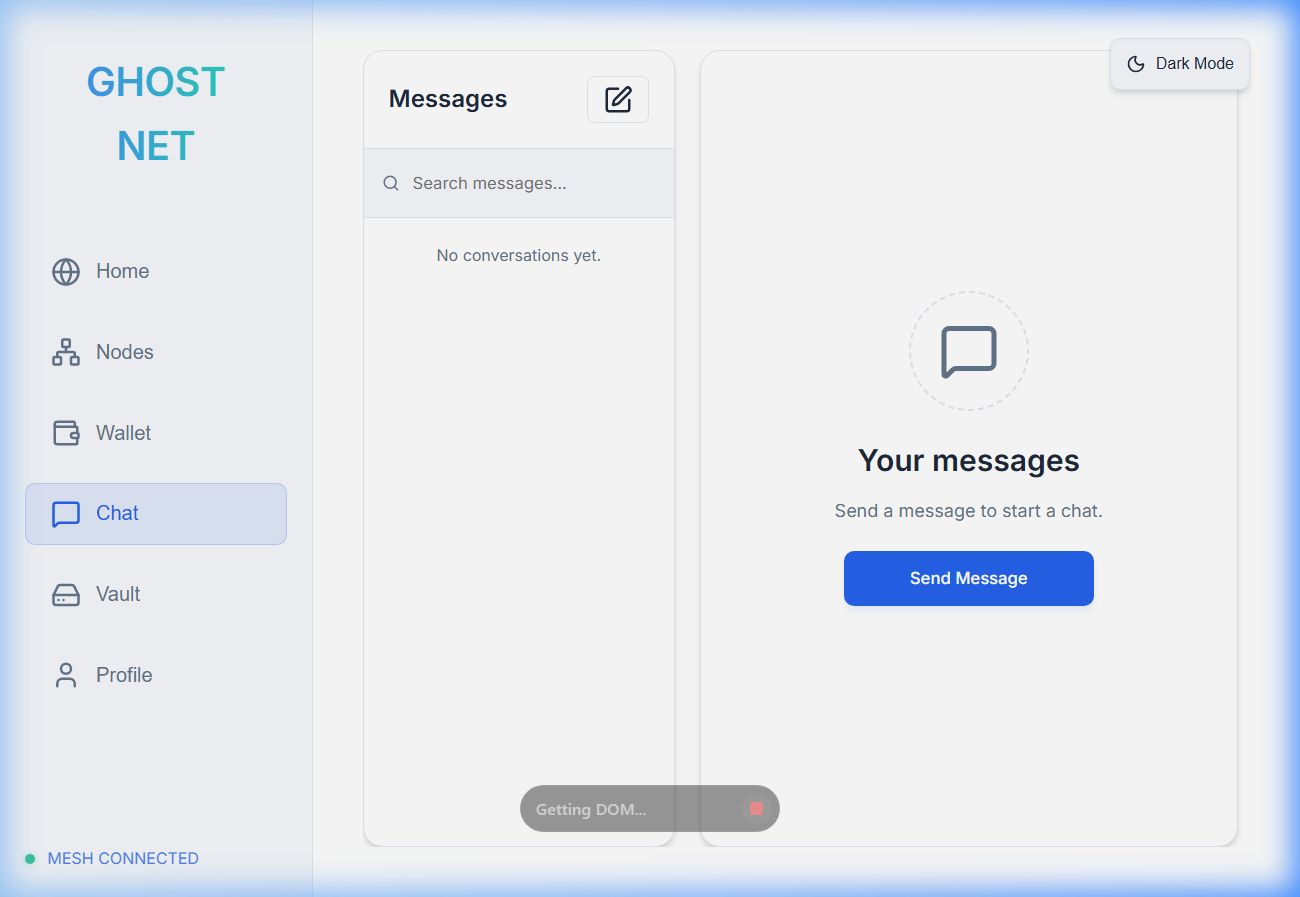 GHOST
NET
Home
Nodes
Wallet
Chat
Vault
Profile
MESH CONNECTED
Messages
Search messages...
No conversations yet.
Dark Mode
Your messages
Send a message to start a chat.
Send Message
Getting DOM...